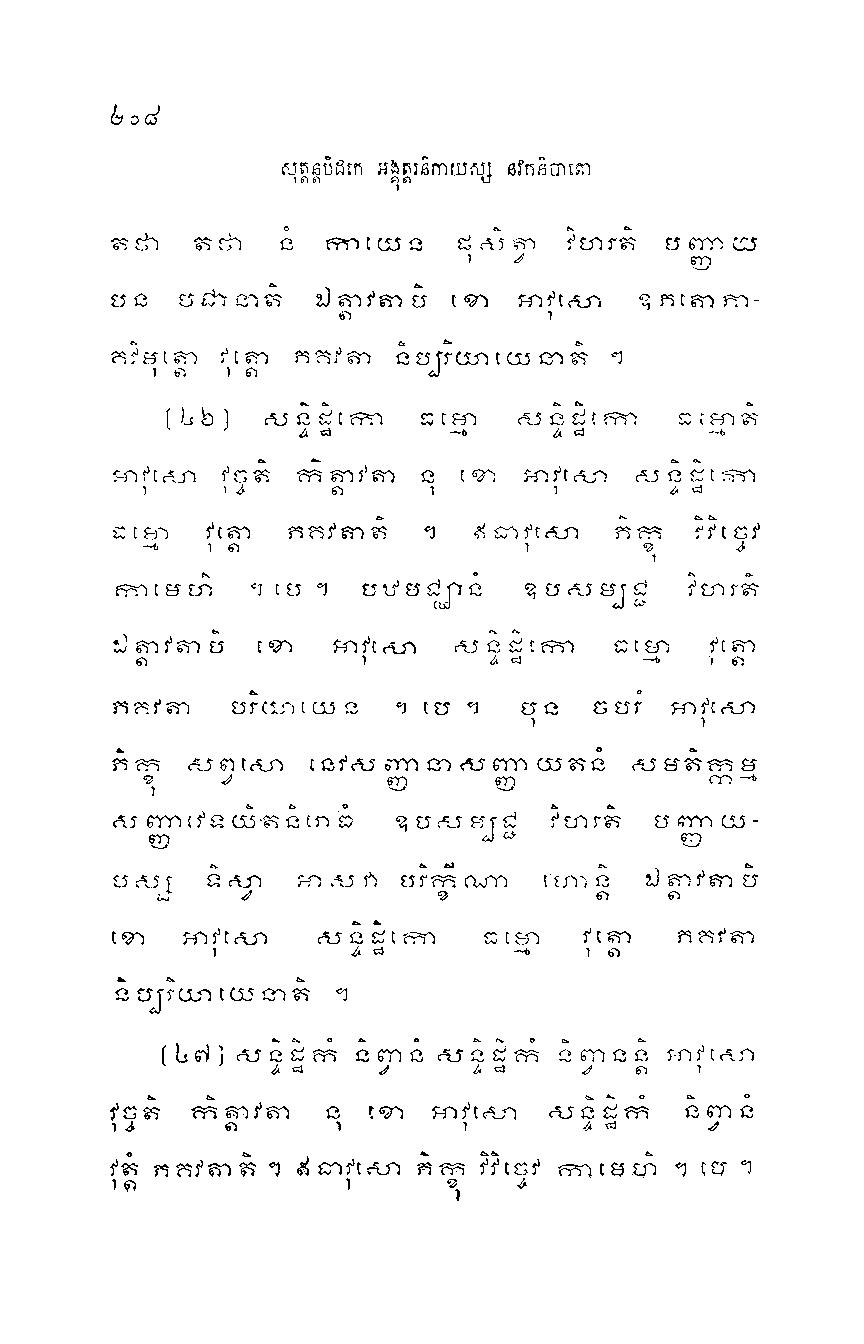 ២១៨
សុត្តន្តបិដកេ អង្គុត្តរនិកាយស្ស នវកនិបាតោ
តថា តថា នំ កាយេន ផុសិត្វា វិហរតិ បញ្ញាយ
បន បជានាតិ ឯត្តាវតាបិ ខោ អាវុសោ ឧភតោភា-
គវិមុត្តោ វុត្តោ ភគវតា និប្បរិយាយេនាតិ ។
(៤៦) សន្ទិដ្ឋិកោ ធម្មោ សន្ទិដ្ឋិកោ ធម្មោតិ
អាវុសោ វុច្ចតិ កិត្តាវតា នុ ខោ អាវុសោ សន្ទិដ្ឋិកោ
ធម្មោ វុត្តោ ភគវតាតិ ។ ឥធាវុសោ ភិក្ខុ វិវិច្ចេវ
កាមេហិ ។ បេ ។ បឋមជ្ឈានំ ឧបសម្បជ្ជ វិហរតិ
ឯត្តាវតាបិ ខោ អាវុសោ សន្ទិដ្ឋិកោ ធម្មោ វុត្តោ
ភគវតា បរិយាយេន ។ បេ ។ បុន ចបរំ អាវុសោ
ភិក្ខុ សព្វសោ នេវសញ្ញានាសញ្ញាយតនំ សមតិក្កម្ម
សញ្ញាវេទយិតនិរោធំ ឧបសម្បជ្ជ វិហរតិ បញ្ញាយ-
បស្ស ទិស្វា អាសវា បរិក្ខីណា ហោន្តិ ឯត្តាវតាបិ
ខោ អាវុសោ សន្ទិដ្ឋិកោ ធម្មោ វុត្តោ ភគវតា
និប្បរិយាយេនាតិ ។
(៤៧) សន្ទិដ្ឋិកំ និព្វានំ សន្ទិដ្ឋិកំ និព្វានន្តិ អាវុសោ
វុច្ចតិ កិត្តាវតា នុ ខោ អាវុសោ សន្ទិដ្ឋិកំ និព្វានំ
វុត្តំ ភគវតាតិ ។ ឥធាវុសោ ភិក្ខុ វិវិច្ចេវ កាមេហិ ។ បេ ។